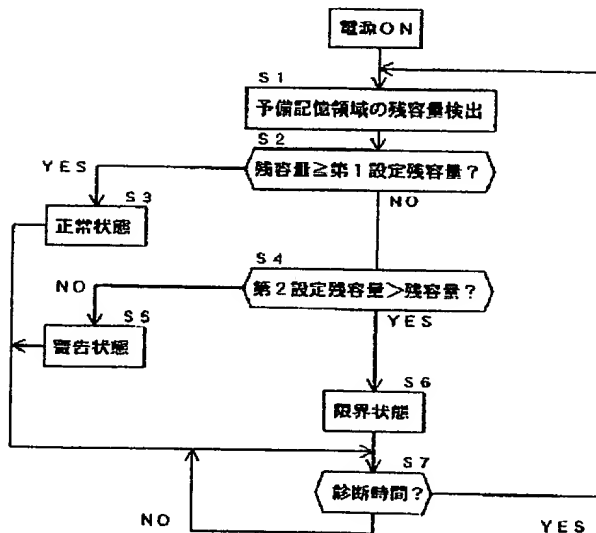 電源ON
S1
予備記憶領域の残容量検出
S2
残容量≧第1設定残容量?
YES
NO
S3
正常状態
S4
第2設定残容量>残容量?
NO
YES
S5
警告状態
S6
限界状態
S7
診断時間?
NO
YES